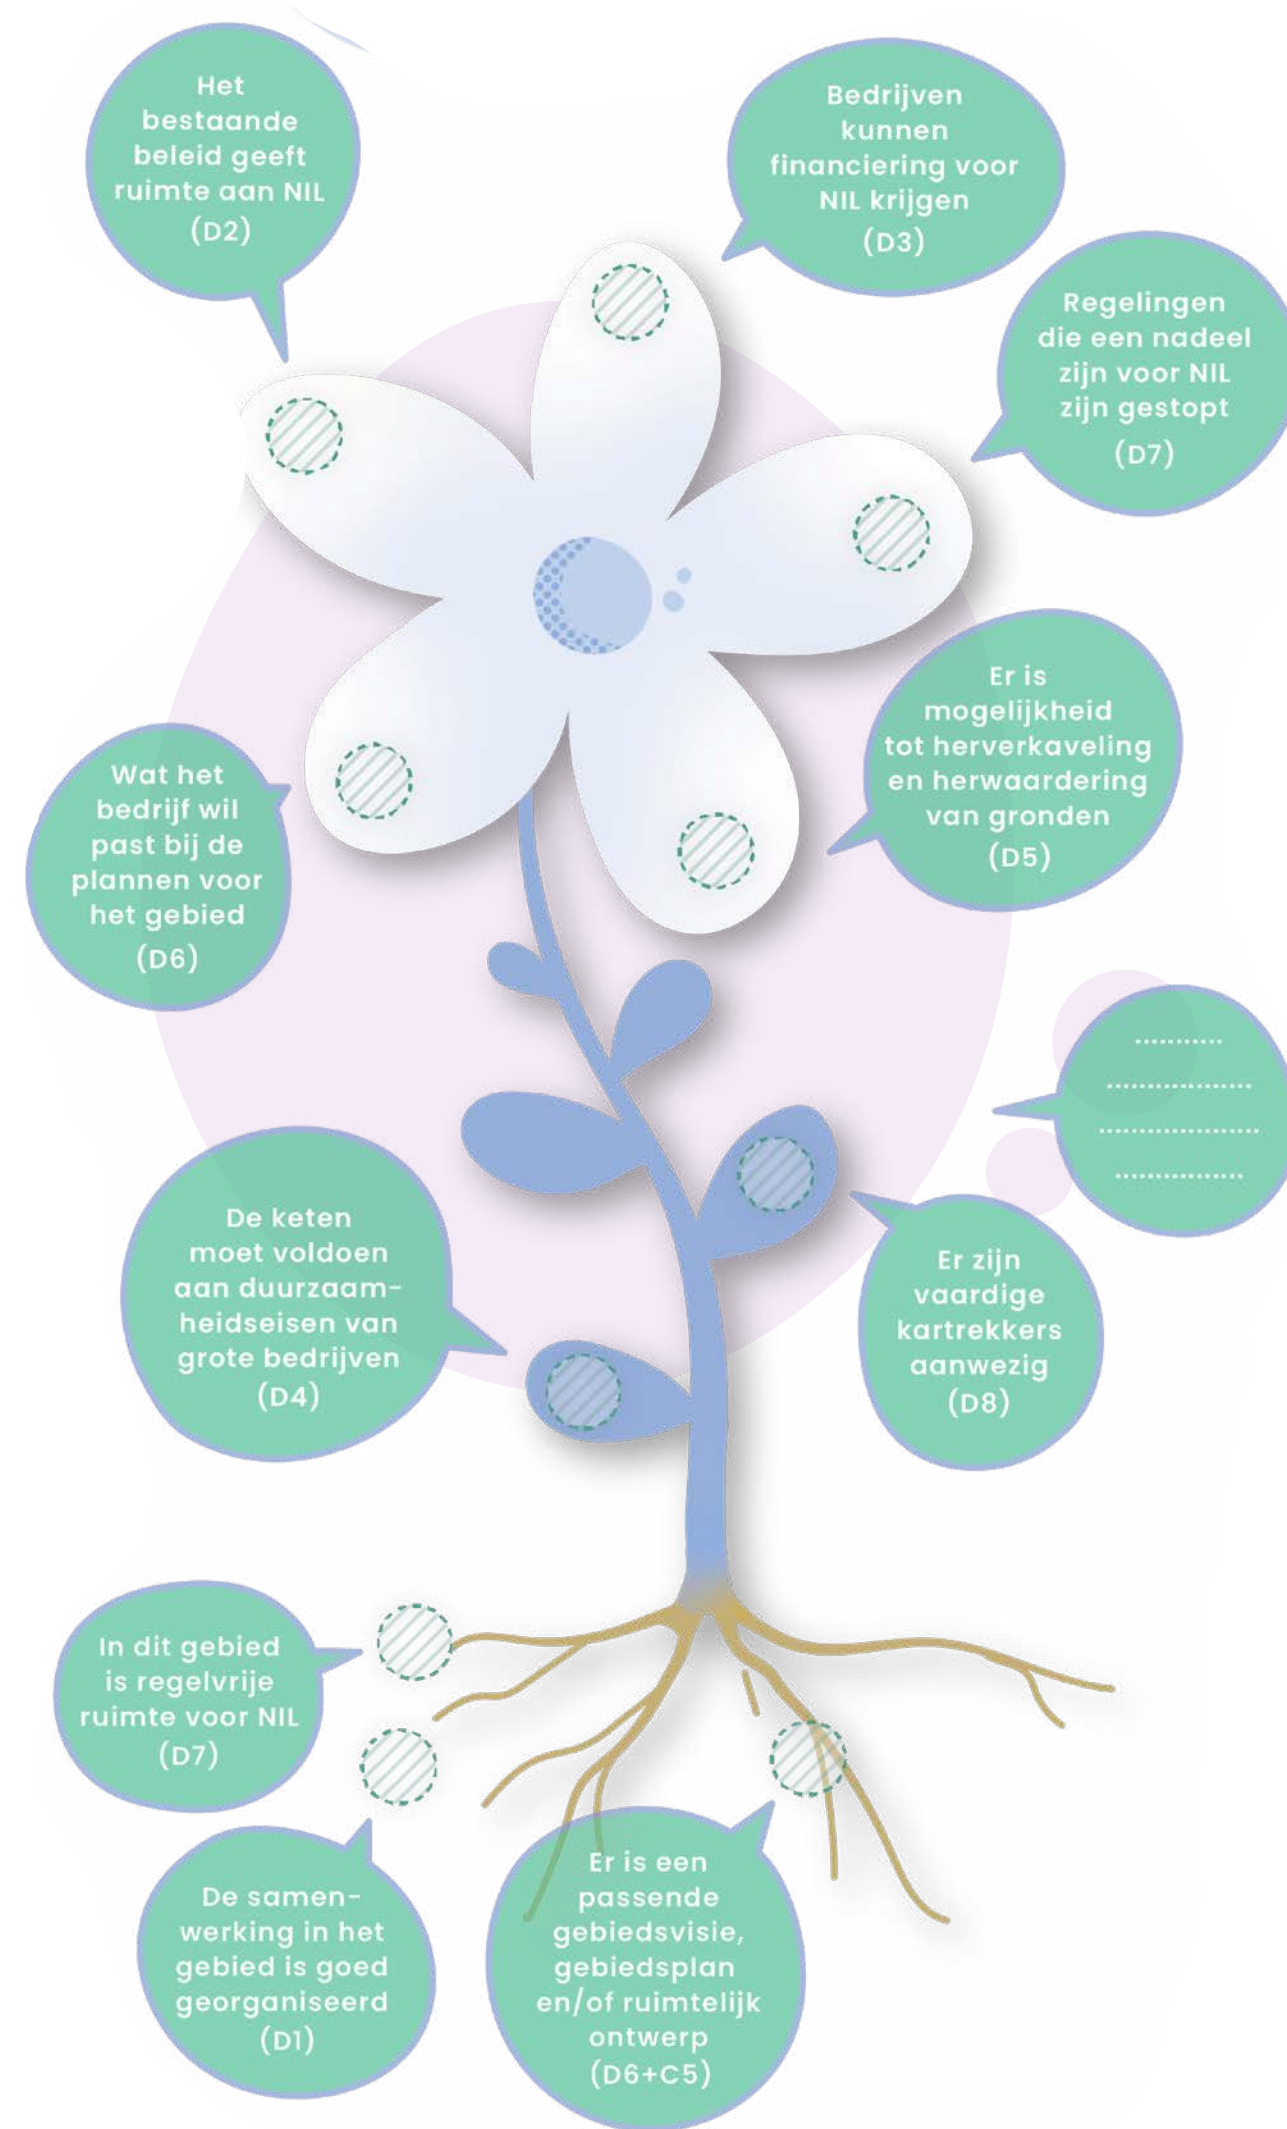 Het
bestaande
beleid geeft
ruimte aan NIL
(D2)
Bedrijven
kunnen
financiering voor
NIL krijgen
(D3)
Regelingen
die een nadeel
zijn voor NIL
zijn gestopt
(D7)
Er is
mogelijkheid
tot herverkaveling
en herwaardering
van gronden
(D5)
Wat het
bedrijf wil
past bij de
plannen voor
het gebied
(D6)
...........
..................
....................
................
De keten
moet voldoen
aan duurzaam-
heidseisen van
grote bedrijven
(D4)
Er zijn
vaardige
kartrekkers
aanwezig
(D8)
In dit gebied
is regelvrije
ruimte voor NIL
(D7)
De samen-
werking in het
gebied is goed
georganiseerd
(D1)
Er is een
passende
gebiedsvisie,
gebiedsplan
en/of ruimtelijk
ontwerp
(D6+C5)